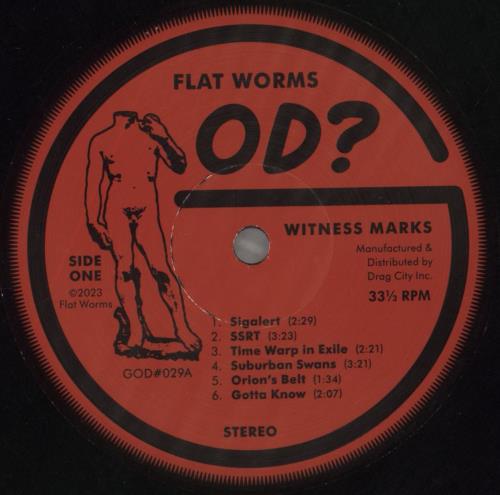 FLAT WORMS
OD?
WITNESS MARKS
Manufactured &
Distributed by
Drag City Inc.
33⅓ RPM
SIDE
ONE
©2023
Flat Worms
1. Sigalert (2:29)
2. SSRT (3:23)
3. Time Warp in Exile (2:21)
4. Suburban Swans (3:21)
5. Orion's Belt (1:34)
6. Gotta Know (2:07)
GOD#029A
STEREO